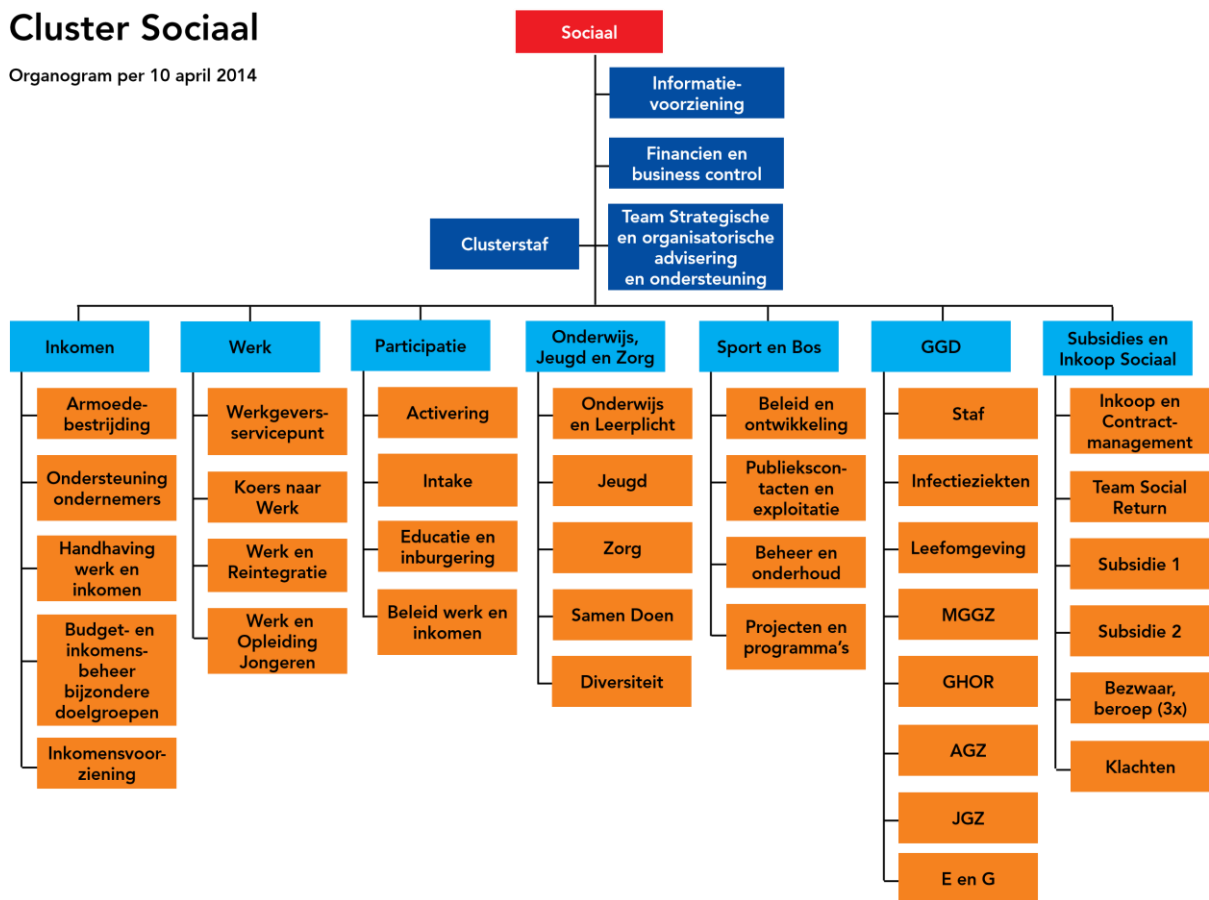 Cluster Sociaal
Organogram per 10 april 2014
Sociaal
Informatie-
voorziening
Financien en
business control
Clusterstaf
Team Strategische
en organisatorische
advisering
en ondersteuning
Inkomen
Armoede-
bestrijding
Ondersteuning
ondernemers
Handhaving
werk en
inkomen
Budget- en
inkomens-
beheer
bijzondere
doelgroepen
Inkomensvoor-
ziening
Werk
Werkgevers-
servicepunt
Koers naar
Werk
Werk en
Reintegratie
Werk en
Opleiding
Jongeren
Participatie
Activering
Intake
Educatie en
inburgering
Beleid werk en
inkomen
Onderwijs,
Jeugd en Zorg
Onderwijs
en Leerplicht
Jeugd
Zorg
Samen Doen
Diversiteit
Sport en Bos
Beleid en
ontwikkeling
Publiekscon-
tacten en
exploitatie
Beheer en
onderhoud
Projecten en
programma's
GGD
Staf
Infectieziekten
Leefomgeving
MGGZ
GHOR
AGZ
JGZ
E en G
Subsidies en
Inkoop Sociaal
Inkoop en
Contract-
management
Team Social
Return
Subsidie 1
Subsidie 2
Bezwaar,
beroep (3x)
Klachten